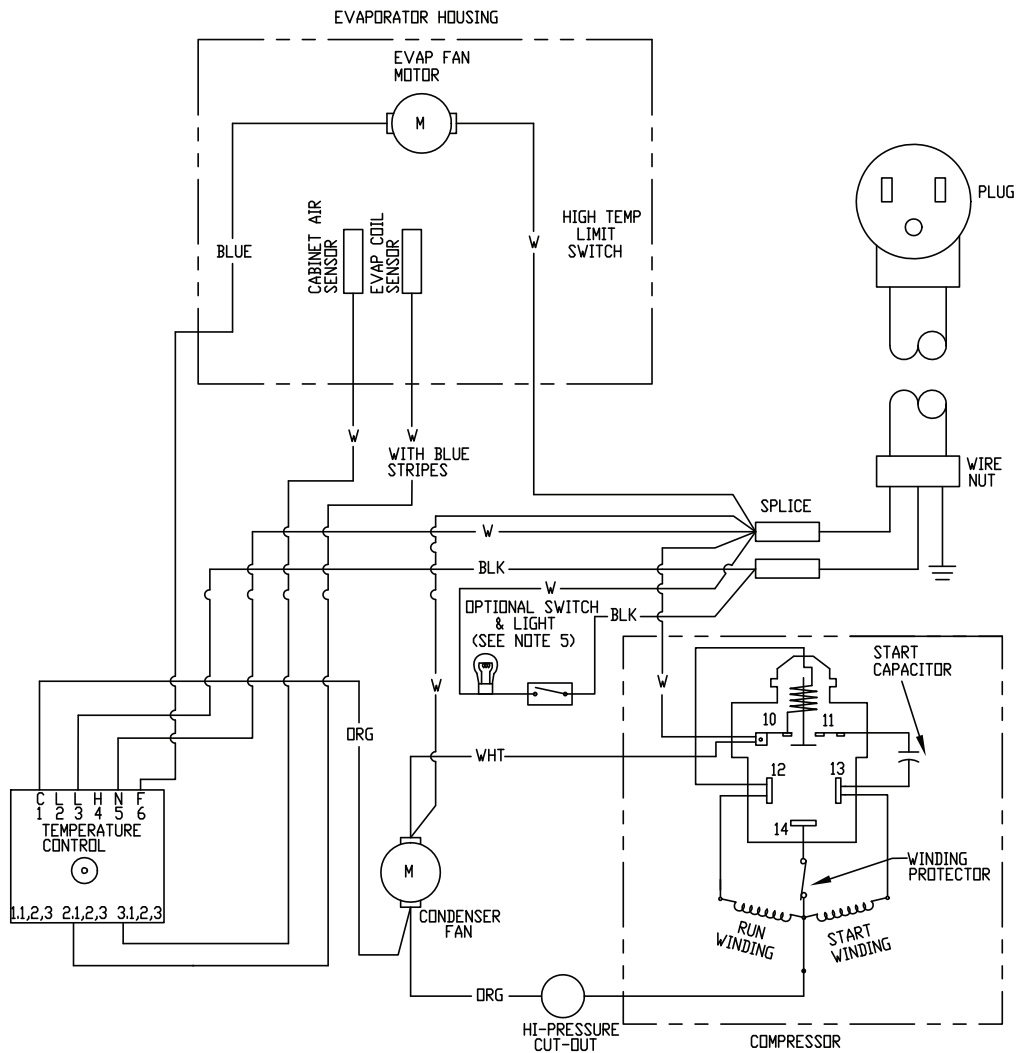 EVAPORATOR HOUSING
EVAP FAN
MOTOR
M
PLUG
CABINET AIR
SENSOR
EVAP COIL
SENSOR
HIGH TEMP
LIMIT
SWITCH
BLUE
W
W
W
WITH BLUE
STRIPES
WIRE
NUT
SPLICE
W
BLK
W
OPTIONAL SWITCH
& LIGHT
(SEE NOTE 5)
BLK
START
CAPACITOR
W
W
10
11
ORG
WHT
12
13
C L L H N F
1 2 3 4 5 6
TEMPERATURE
CONTROL
14
M
WINDING
PROTECTOR
1.1,2,3 2.1,2,3 3.1,2,3
CONDENSER
FAN
RUN
WINDING
START
WINDING
ORG
HI-PRESSURE
CUT-OUT
COMPRESSOR